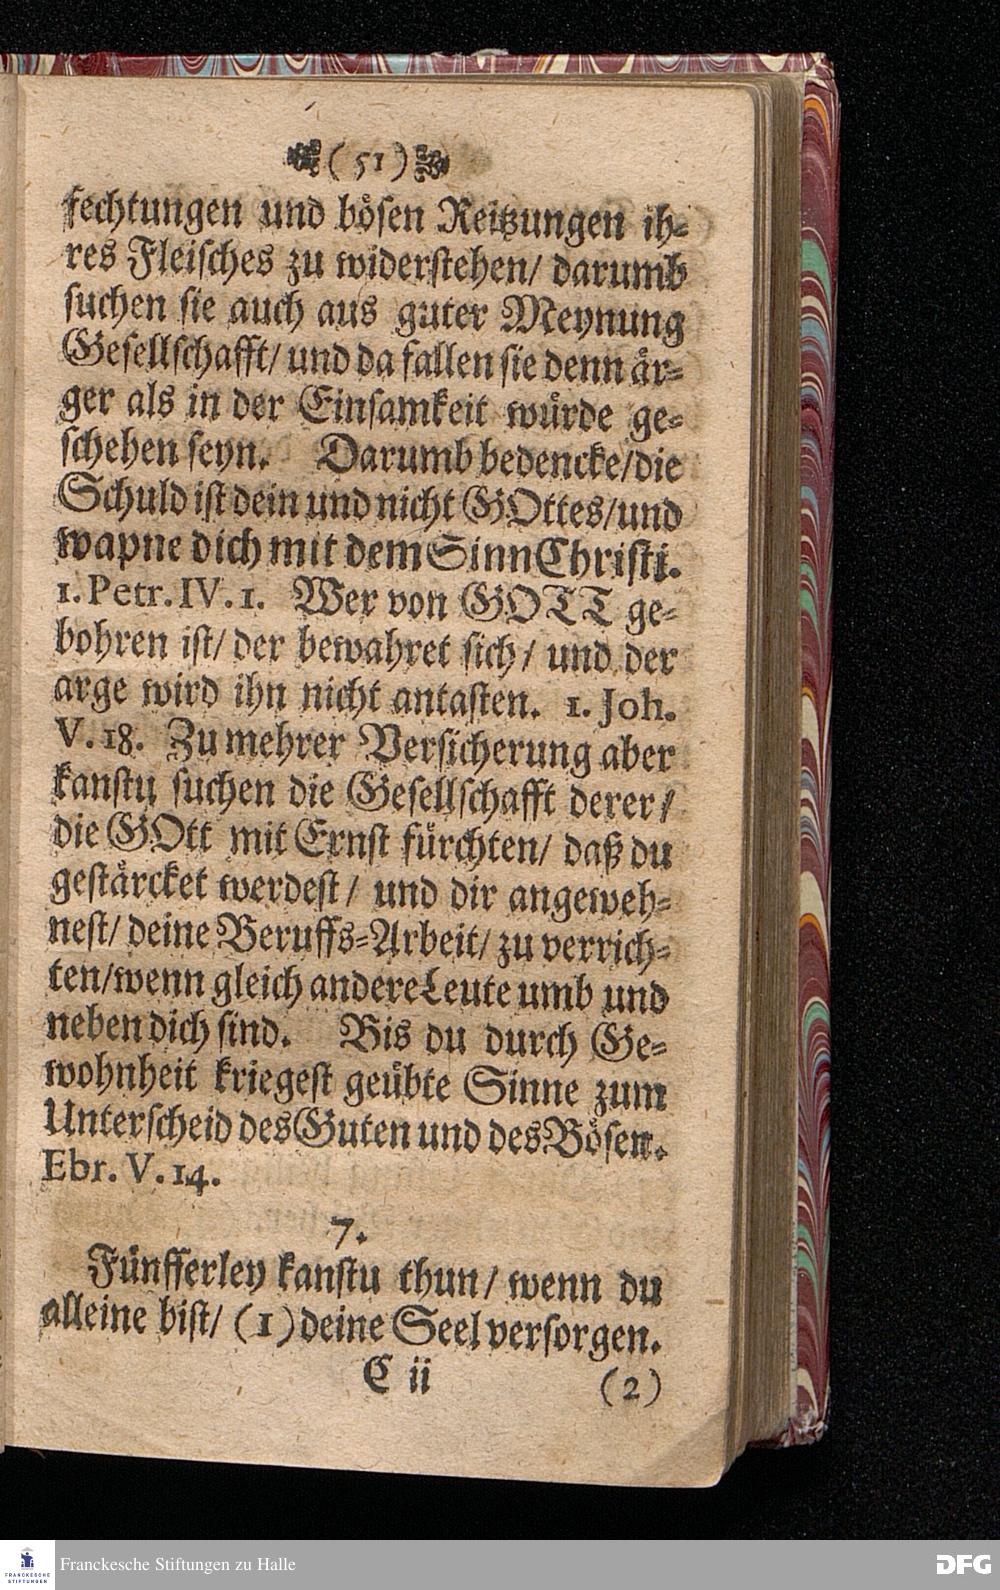 (51)
fechtungen und bösen Reitzungen ih-
res Fleisches zu widerstehen/ darumb
suchen sie auch aus guter Meynung
Gesellschafft/ und da fallen sie denn är-
ger als in der Einsamkeit würde ge-
schehen seyn. Darumb bedencke/die
Schuld ist dein und nicht GOttes/und
wapne dich mit dem Sinn Christi.
1. Petr. IV. 1. Wer von GOTT ge-
bohren ist/ der bewahret sich/ und der
arge wird ihn nicht antasten. 1. Joh.
V. 18. Zu mehrer Versicherung aber
kanstu suchen die Gesellschafft derer/
die GOtt mit Ernst fürchten/ daß du
gestärcket werdest/ und dir angeweh-
nest/ deine Beruffs-Arbeit/ zu verrich-
ten/wenn gleich andere Leute umb und
neben dich sind. Bis du durch Ge-
wohnheit kriegest geübte Sinne zum
Unterscheid des Guten und des Bösen.
Ebr. V. 14.
7.
Fünfferley kanstu thun/ wenn du
alleine bist/ (1) deine Seel versorgen.
C ii (2)
FRANCKESCHE
STIFTUNGEN
Franckesche Stiftungen zu Halle
DFG